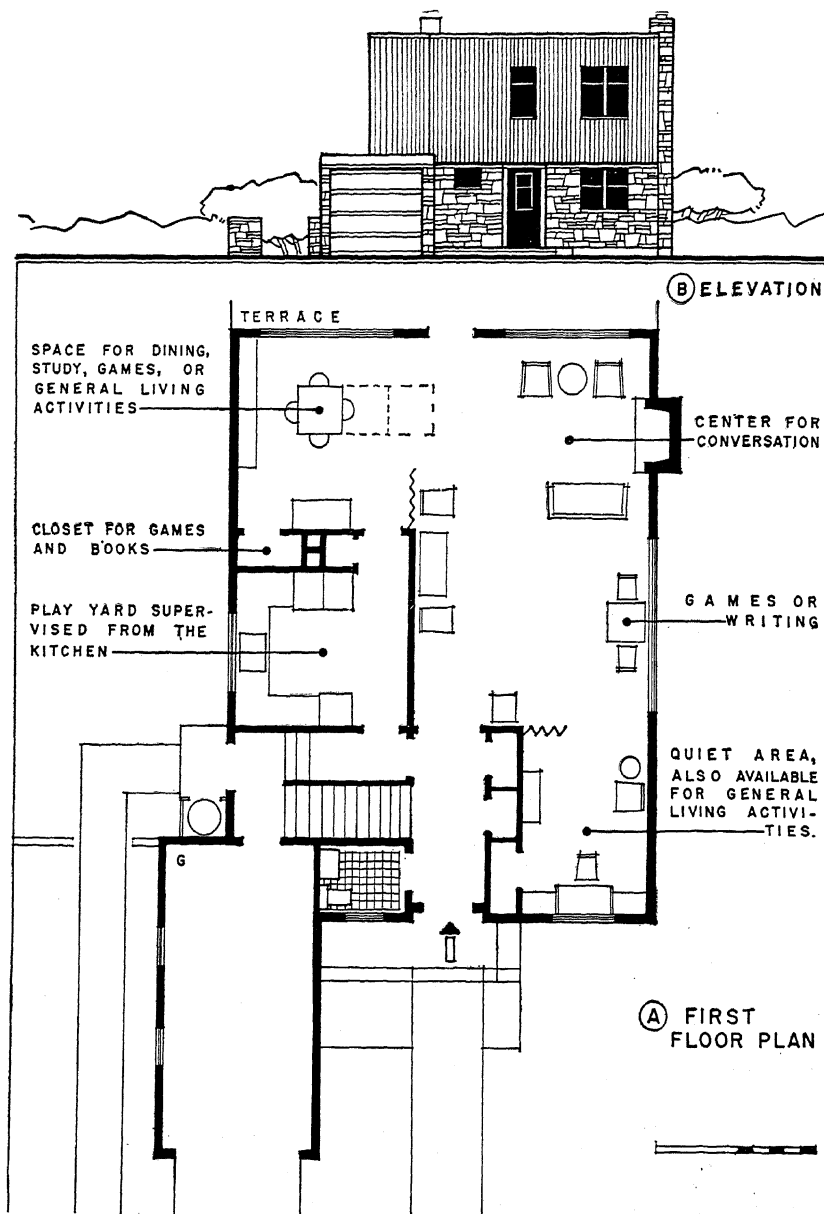 B ELEVATION
TERRACE
SPACE FOR DINING,
STUDY, GAMES, OR
GENERAL LIVING
ACTIVITIES
CENTER FOR
CONVERSATION
CLOSET FOR GAMES
AND BOOKS
PLAY YARD SUPER-
VISED FROM THE
KITCHEN
GAMES OR
WRITING
QUIET AREA,
ALSO AVAILABLE
FOR GENERAL
LIVING ACTIVI-
TIES.
G
A FIRST
FLOOR PLAN